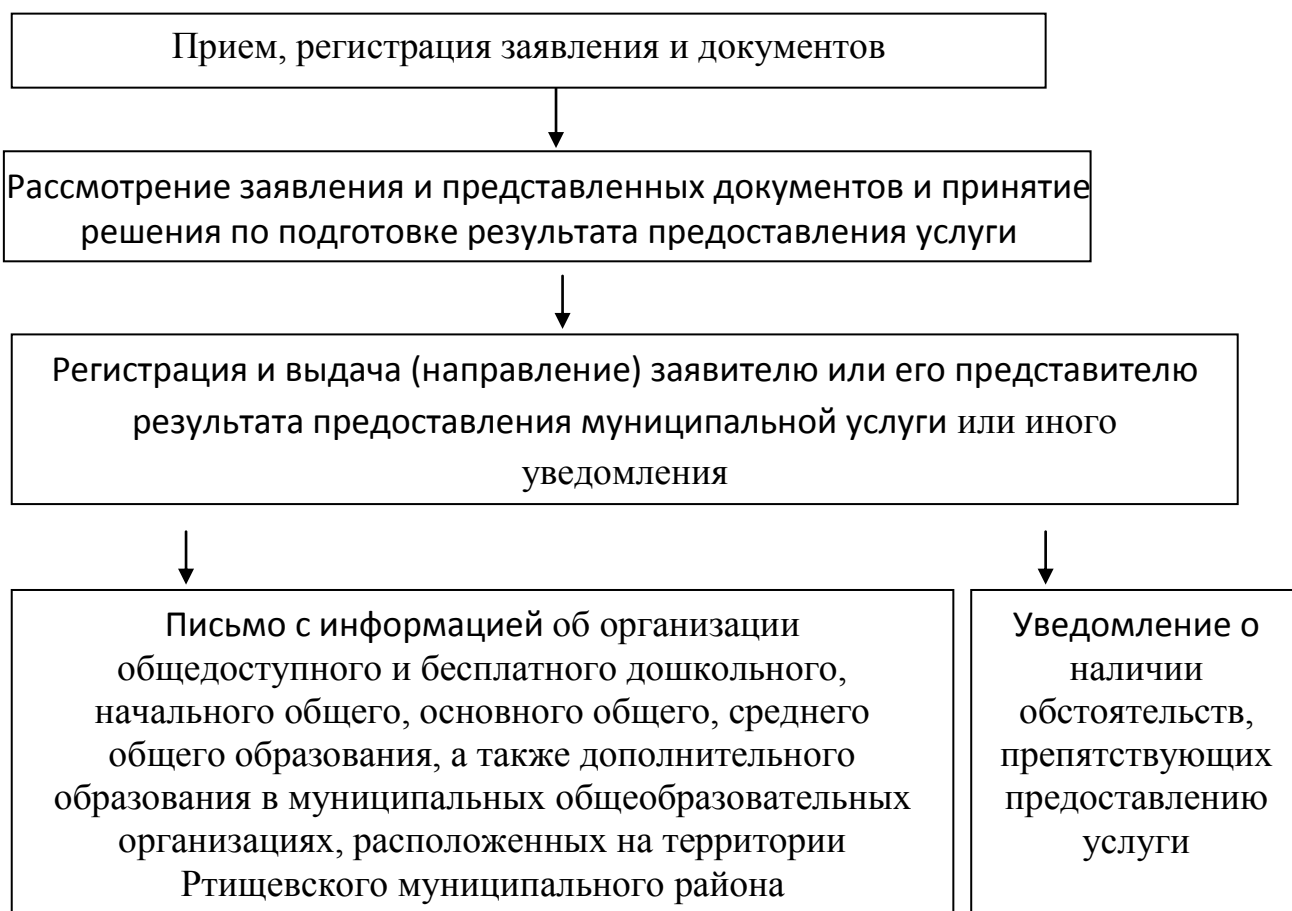 Прием, регистрация заявления и документов
Рассмотрение заявления и представленных документов и принятие
решения по подготовке результата предоставления услуги
Регистрация и выдача (направление) заявителю или его представителю
результата предоставления муниципальной услуги или иного
уведомления
Письмо с информацией об организации
общедоступного и бесплатного дошкольного,
начального общего, основного общего, среднего
общего образования, а также дополнительного
образования в муниципальных общеобразовательных
организациях, расположенных на территории
Ртищевского муниципального района
Уведомление о
наличии
обстоятельств,
препятствующих
предоставлению
услуги